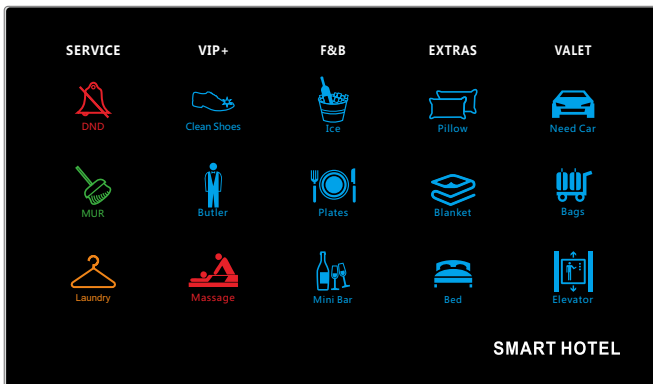 SERVICE VIP+ F&B EXTRAS VALET
DND Clean Shoes Ice Pillow Need Car
MUR Butler Plates Blanket Bags
Laundry Massage Mini Bar Bed Elevator
SMART HOTEL